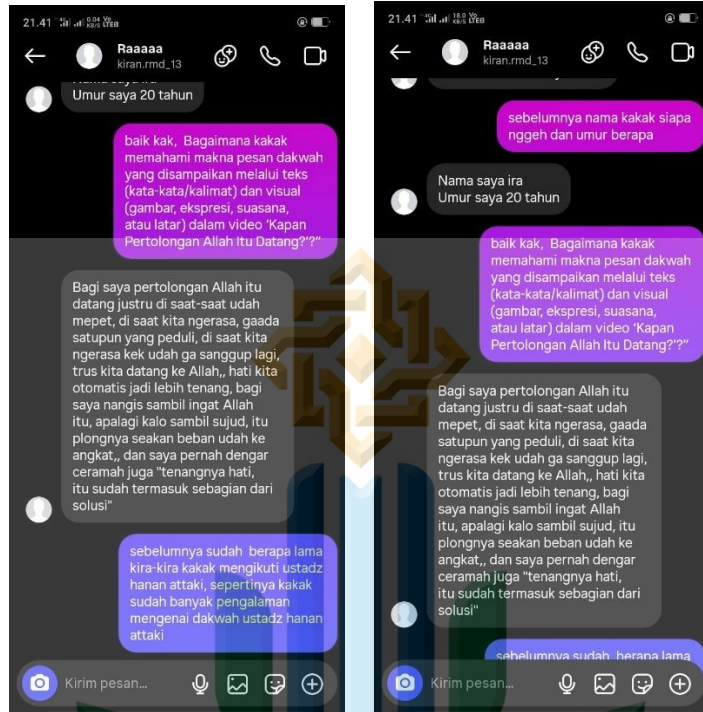 21.41
0.04 KB/S
Raaaaa
kiran.rmd_13
Umur saya 20 tahun
baik kak, Bagaimana kakak
memahami makna pesan dakwah
yang disampaikan melalui teks
(kata-kata/kalimat) dan visual
(gambar, ekspresi, suasana,
atau latar) dalam video 'Kapan
Pertolongan Allah Itu Datang?'?"
Bagi saya pertolongan Allah itu
datang justru di saat-saat udah
mepet, di saat kita ngerasa, gaada
satupun yang peduli, di saat kita
ngerasa kek udah ga sanggup lagi,
trus kita datang ke Allah,, hati kita
otomatis jadi lebih tenang, bagi
saya nangis sambil ingat Allah
itu, apalagi kalo sambil sujud, itu
plongnya seakan beban udah ke
angkat,, dan saya pernah dengar
ceramah juga "tenangnya hati,
itu sudah termasuk sebagian dari
solusi"
sebelumnya sudah berapa lama
kira-kira kakak mengikuti ustadz
hanan attaki, sepertinya kakak
sudah banyak pengalaman
mengenai dakwah ustadz hanan
attaki
Kirim pesan...
21.41
18.0 KB/S
Raaaaa
kiran.rmd_13
sebelumnya nama kakak siapa
nggeh dan umur berapa
Nama saya ira
Umur saya 20 tahun
baik kak, Bagaimana kakak
memahami makna pesan dakwah
yang disampaikan melalui teks
(kata-kata/kalimat) dan visual
(gambar, ekspresi, suasana,
atau latar) dalam video 'Kapan
Pertolongan Allah Itu Datang?'?"
Bagi saya pertolongan Allah itu
datang justru di saat-saat udah
mepet, di saat kita ngerasa, gaada
satupun yang peduli, di saat kita
ngerasa kek udah ga sanggup lagi,
trus kita datang ke Allah,, hati kita
otomatis jadi lebih tenang, bagi
saya nangis sambil ingat Allah
itu, apalagi kalo sambil sujud, itu
plongnya seakan beban udah ke
angkat,, dan saya pernah dengar
ceramah juga "tenangnya hati,
itu sudah termasuk sebagian dari
solusi"
sebelumnya sudah berapa lama
Kirim pesan...